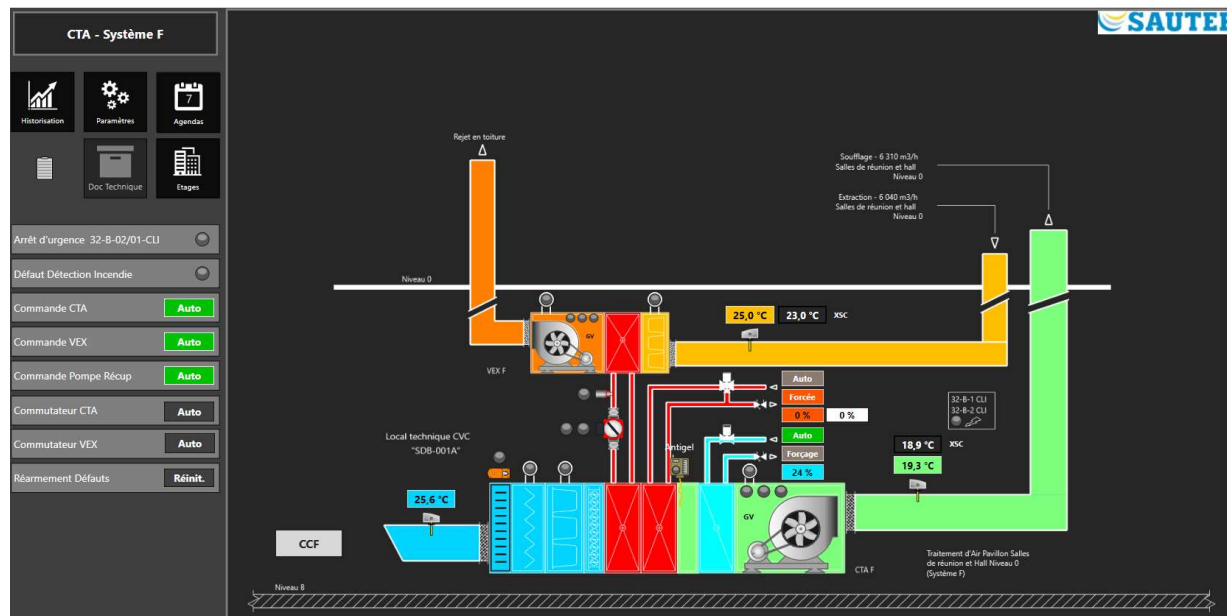 CTA - Système F
Historisation
Paramètres
7
Agendas
Doc Technique
Etages
Arrêt d'urgence 32-B-02/01-CLI
Défaut Détection Incendie
Commande CTA
Auto
Commande VEX
Auto
Commande Pompe Récup
Auto
Commutateur CTA
Auto
Commutateur VEX
Auto
Réarmement Défauts
Réinit.
SAUTER
Rejet en toiture
Soufflage - 6 310 m3/h
Salles de réunion et hall
Niveau 0
Extraction - 6 040 m3/h
Salles de réunion et hall
Niveau 0
Niveau 0
GV
VEX F
25,0 °C
23,0 °C
XSC
Auto
Forcée
0 %
0 %
Auto
Forçage
24 %
Antigel
32-B-1 CLI
32-B-2 CLI
Local technique CVC
"SDB-001A"
18,9 °C
XSC
19,3 °C
25,6 °C
GV
CCF
CTA F
Traitement d'Air Pavillon Salles
de réunion et Hall Niveau 0
(Système F)
Niveau 8